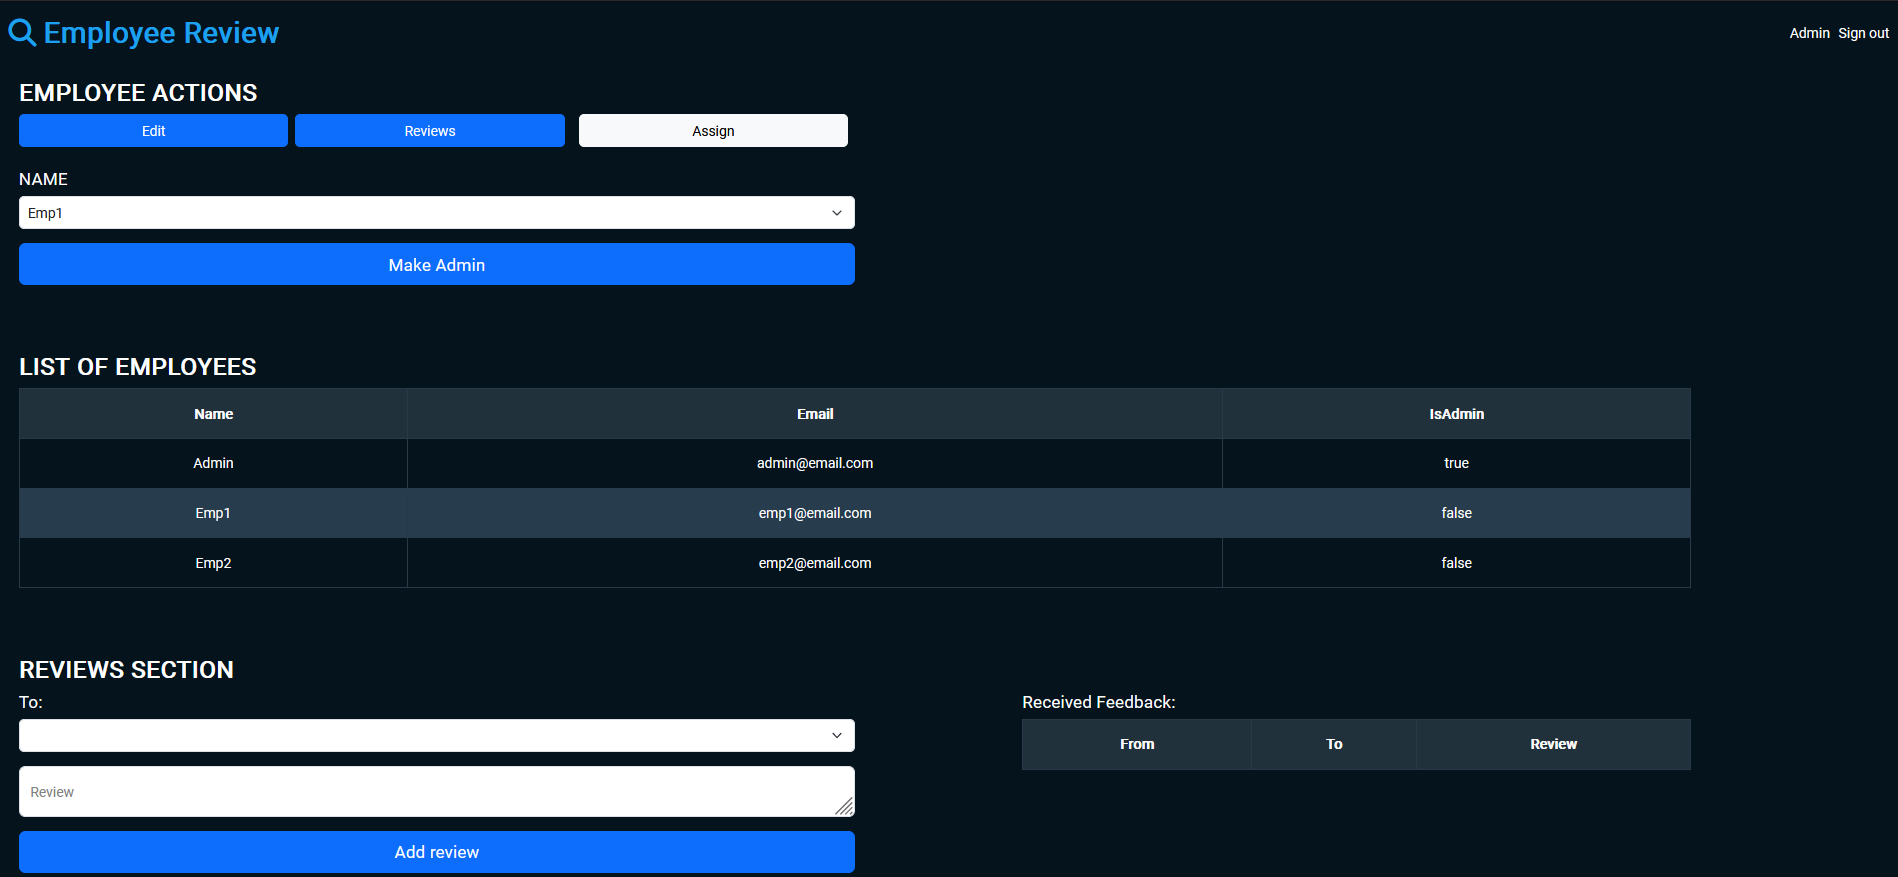 Employee Review
Admin Sign out
EMPLOYEE ACTIONS
Edit Reviews Assign
NAME
Emp1
Make Admin
LIST OF EMPLOYEES
Name Email IsAdmin
Admin admin@email.com true
Emp1 emp1@email.com false
Emp2 emp2@email.com false
REVIEWS SECTION
To:
Review
Add review
Received Feedback:
From To Review